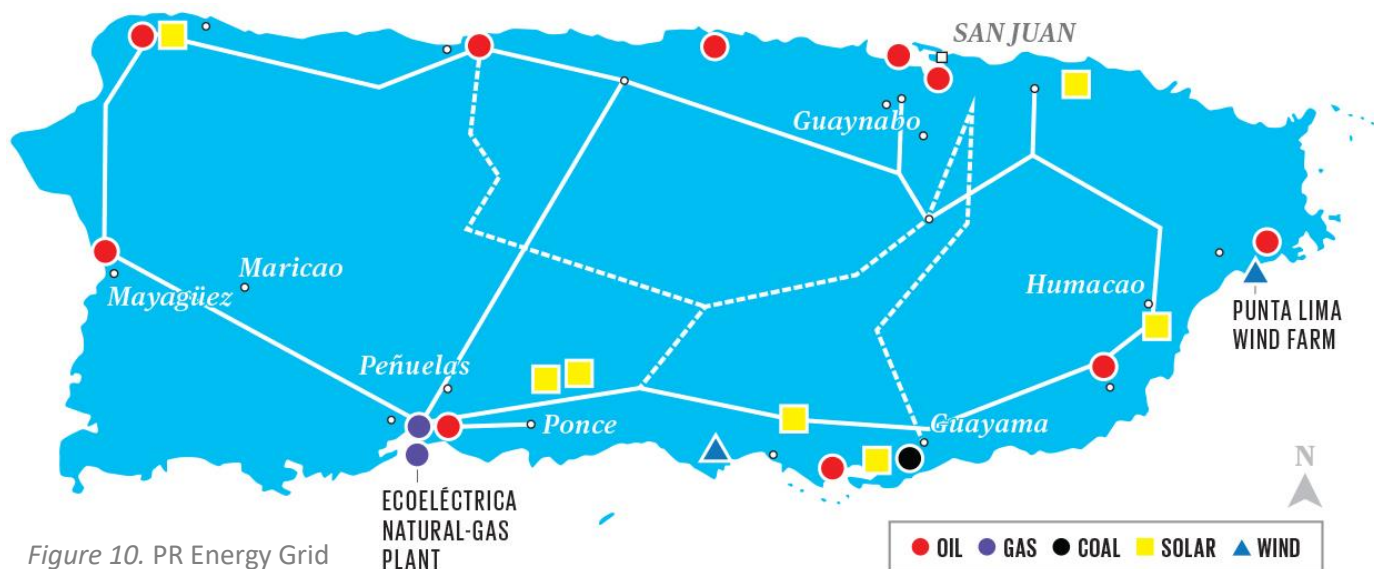 SAN JUAN
Guaynabo
Maricao
Mayagüez
Humacao
PUNTA LIMA
WIND FARM
Peñuelas
Ponce
Guayama
ECOELÉCTRICA
NATURAL-GAS
PLANT
N
OIL GAS COAL SOLAR WIND
Figure 10. PR Energy Grid